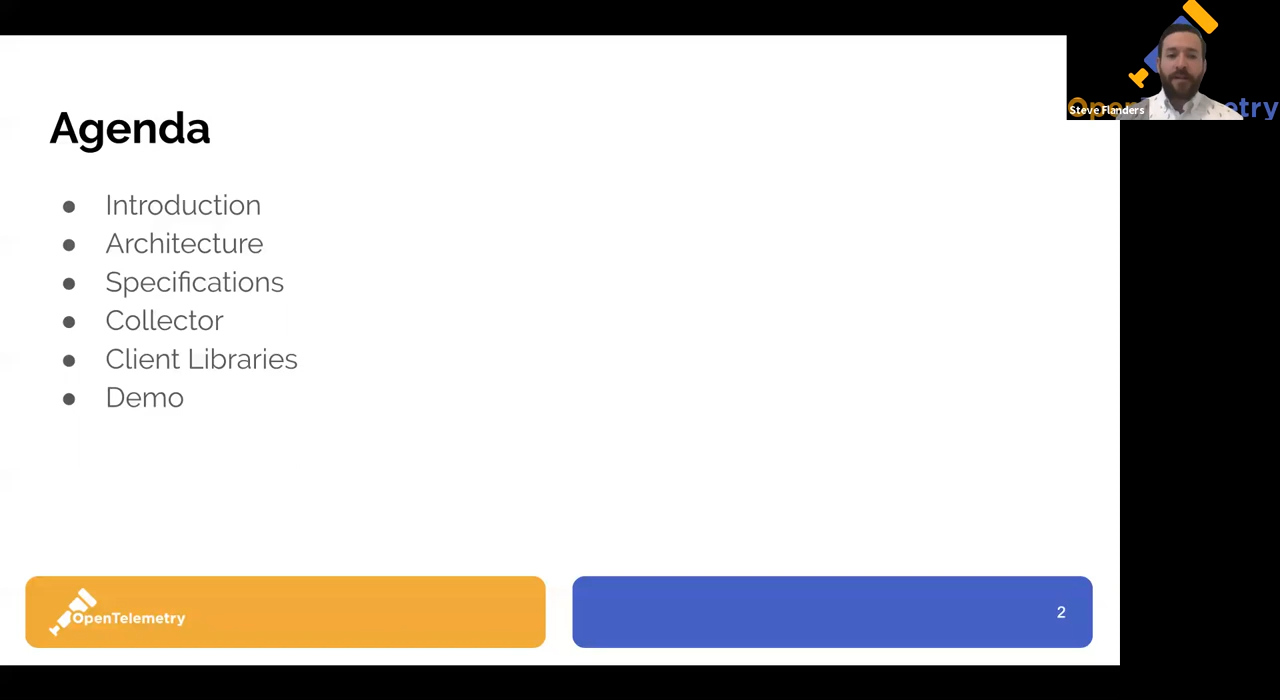 Agenda
● Introduction
● Architecture
● Specifications
● Collector
● Client Libraries
● Demo
OpenTelemetry
2
Steve Flanders